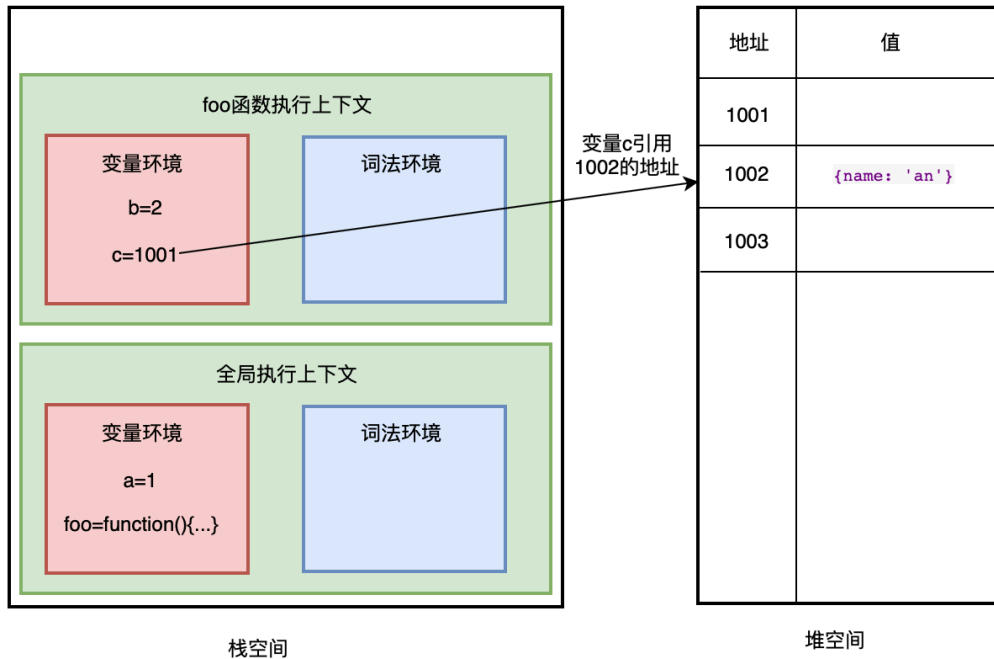 foo函数执行上下文
变量环境
b=2
c=1001
词法环境
全局执行上下文
变量环境
a=1
foo=function(){...}
词法环境
栈空间
变量c引用
1002的地址
地址 值
1001
1002 {name: 'an'}
1003
堆空间